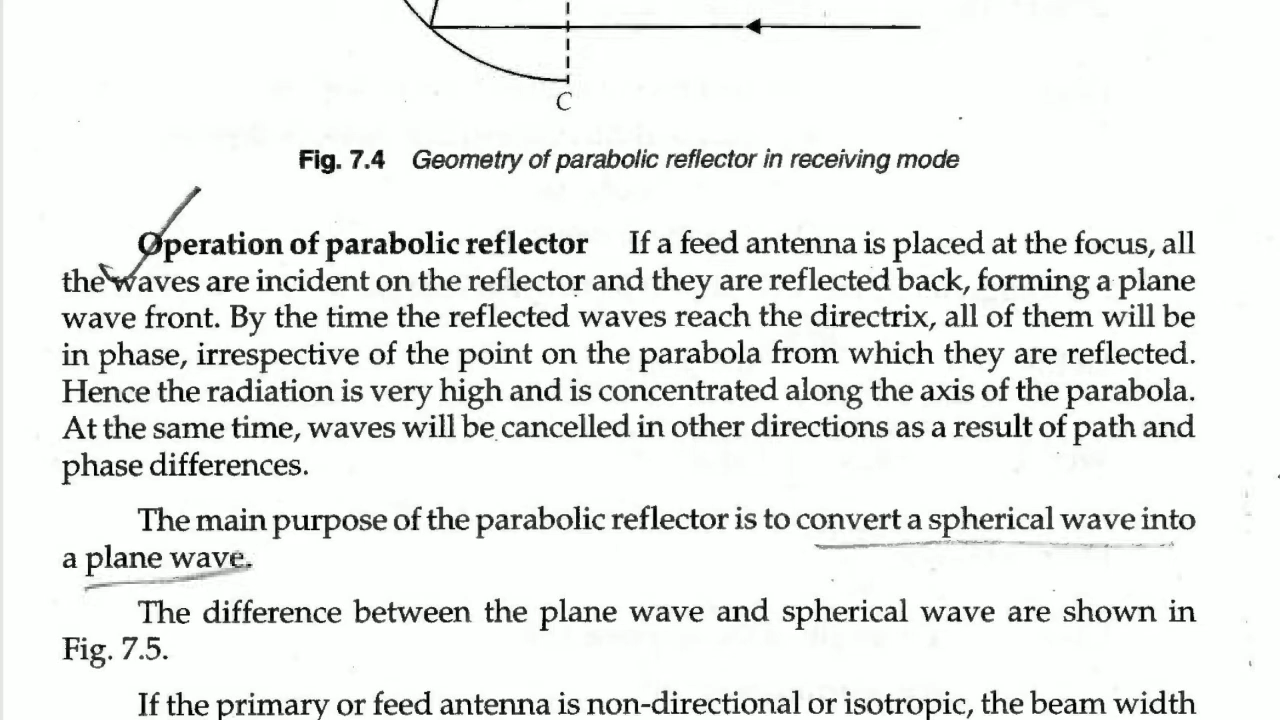 C
Fig. 7.4 Geometry of parabolic reflector in receiving mode
Operation of parabolic reflector If a feed antenna is placed at the focus, all
the waves are incident on the reflector and they are reflected back, forming a plane
wave front. By the time the reflected waves reach the directrix, all of them will be
in phase, irrespective of the point on the parabola from which they are reflected.
Hence the radiation is very high and is concentrated along the axis of the parabola.
At the same time, waves will be cancelled in other directions as a result of path and
phase differences.
The main purpose of the parabolic reflector is to convert a spherical wave into
a plane wave.
The difference between the plane wave and spherical wave are shown in
Fig. 7.5.
If the primary or feed antenna is non-directional or isotropic, the beam width